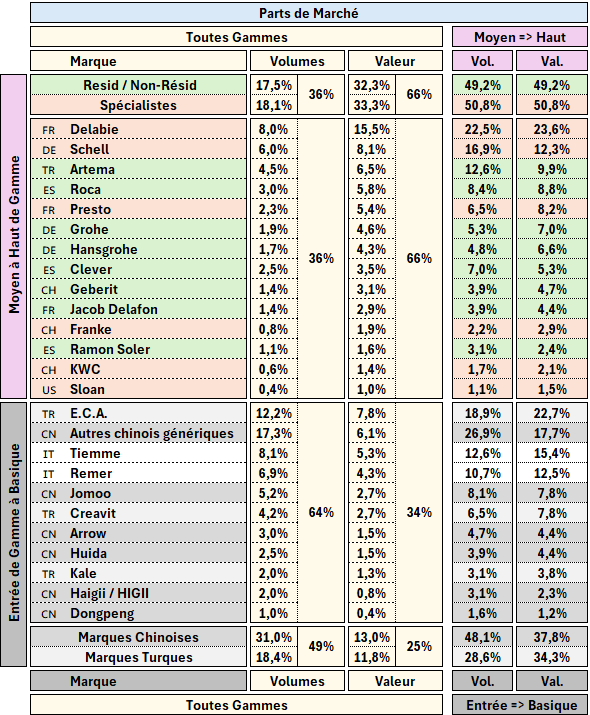 Parts de Marché
Toutes Gammes Moyen => Haut
Marque Volumes Valeur Vol. Val.
Moyen à Haut de Gamme
Resid / Non-Résid 17,5% 36% 32,3% 66% 49,2% 49,2%
Spécialistes 18,1% 33,3% 50,8% 50,8%
FR Delabie 8,0% 15,5% 22,5% 23,6%
DE Schell 6,0% 8,1% 16,9% 12,3%
TR Artema 4,5% 6,5% 12,6% 9,9%
ES Roca 3,0% 5,8% 8,4% 8,8%
FR Presto 2,3% 5,4% 6,5% 8,2%
DE Grohe 1,9% 4,6% 5,3% 7,0%
DE Hansgrohe 1,7% 4,3% 4,8% 6,6%
ES Clever 2,5% 36% 3,5% 66% 7,0% 5,3%
CH Geberit 1,4% 3,1% 3,9% 4,7%
FR Jacob Delafon 1,4% 2,9% 3,9% 4,4%
CH Franke 0,8% 1,9% 2,2% 2,9%
ES Ramon Soler 1,1% 1,6% 3,1% 2,4%
CH KWC 0,6% 1,4% 1,7% 2,1%
US Sloan 0,4% 1,0% 1,1% 1,5%
Entrée de Gamme à Basique
TR E.C.A. 12,2% 7,8% 18,9% 22,7%
CN Autres chinois génériques 17,3% 6,1% 26,9% 17,7%
IT Tiemme 8,1% 5,3% 12,6% 15,4%
IT Remer 6,9% 4,3% 10,7% 12,5%
CN Jomoo 5,2% 2,7% 8,1% 7,8%
TR Creavit 4,2% 64% 2,7% 34% 6,5% 7,8%
CN Arrow 3,0% 1,5% 4,7% 4,4%
CN Huida 2,5% 1,5% 3,9% 4,4%
TR Kale 2,0% 1,3% 3,1% 3,8%
CN Haigii / HIGII 2,0% 0,8% 3,1% 2,3%
CN Dongpeng 1,0% 0,4% 1,6% 1,2%
Marques Chinoises 31,0% 49% 13,0% 25% 48,1% 37,8%
Marques Turques 18,4% 11,8% 28,6% 34,3%
Marque Volumes Valeur Vol. Val.
Toutes Gammes Entrée => Basique